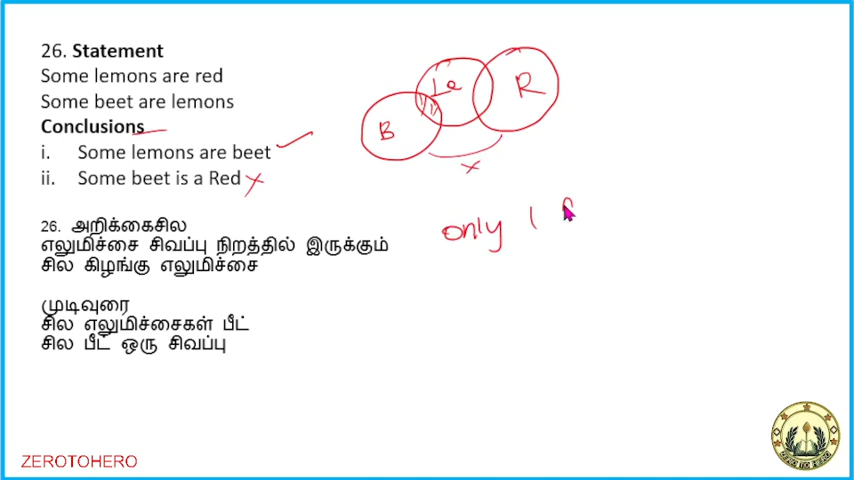 26. Statement
Some lemons are red
Some beet are lemons
Conclusions
i. Some lemons are beet
ii. Some beet is a Red
B
Le
R
only 1
26. அறிக்கைசில
எலுமிச்சை சிவப்பு நிறத்தில் இருக்கும்
சில கிழங்கு எலுமிச்சை
முடிவுரை
சில எலுமிச்சைகள் பீட்
சில பீட் ஒரு சிவப்பு
ZEROTOHERO